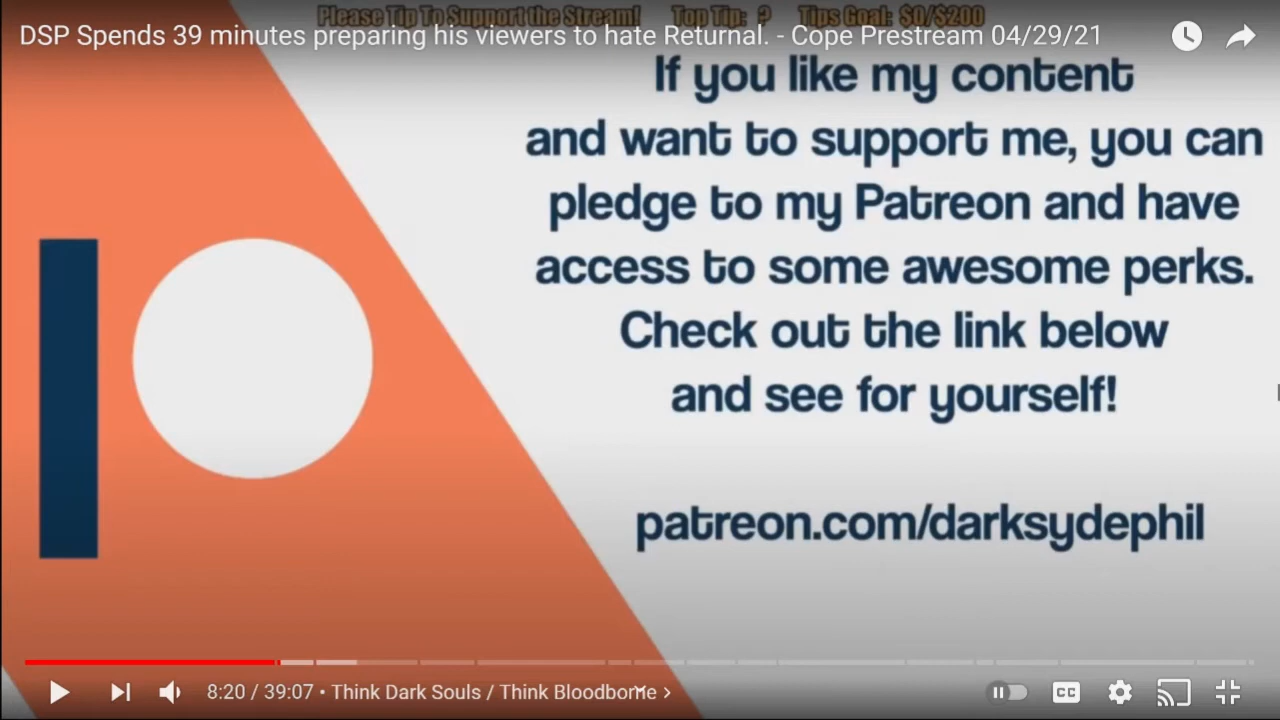 Please Tip To Support the Stream! Top Tip: ? Tips Goal: $0/$200
DSP Spends 39 minutes preparing his viewers to hate Returnal. - Cope Prestream 04/29/21
If you like my content
and want to support me, you can
pledge to my Patreon and have
access to some awesome perks.
Check out the link below
and see for yourself!
patreon.com/darksydephil
8:20 / 39:07 • Think Dark Souls / Think Bloodborne >
CC